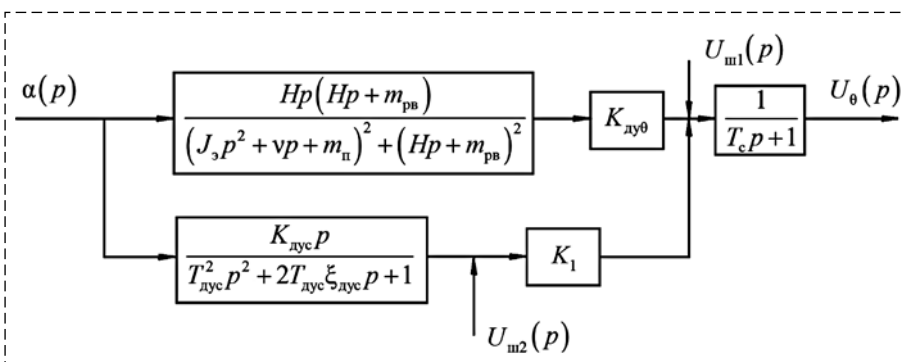 α(p)
Hp(Hp + m_рв)
(J_э p² + νp + m_п)² + (Hp + m_рв)²
K_дуθ
U_ш1(p)
1
T_с p + 1
U_θ(p)
K_дус p
T²_дус p² + 2T_дус ξ_дус p + 1
K_1
U_ш2(p)